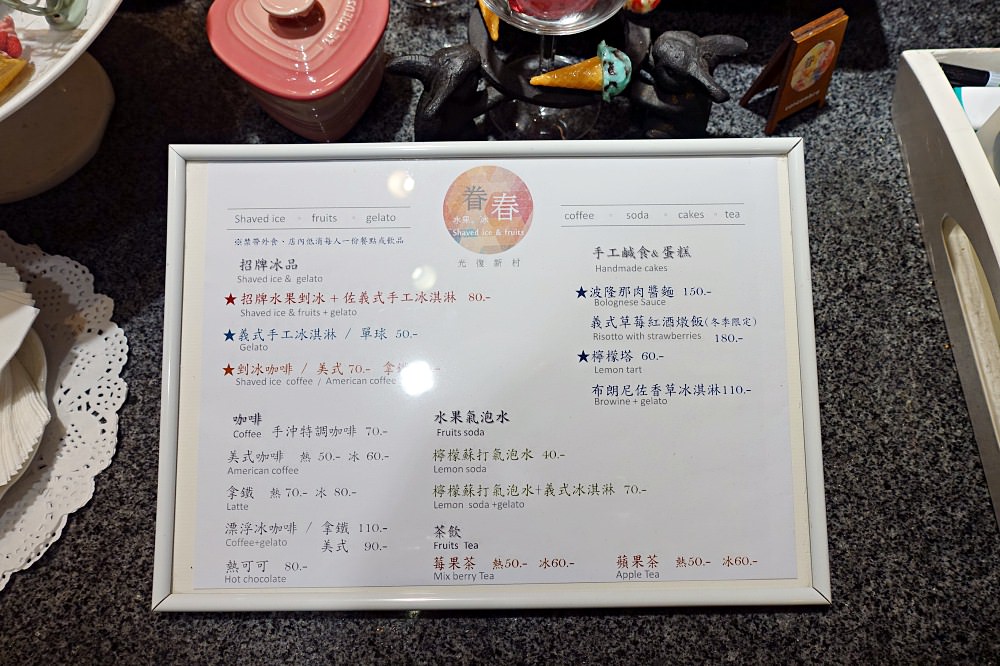 LE CREUSET
眷春
水果、冰
Shaved ice & fruits
光復新村
Shaved ice ◦ fruits ◦ gelato
coffee ◦ soda ◦ cakes ◦ tea
※禁帶外食、店內低消每人一份餐點或飲品
招牌冰品
Shaved ice & gelato
★招牌水果剉冰 + 佐義式手工冰淇淋 80.-
Shaved ice & fruits + gelato
★義式手工冰淇淋 / 單球 50.-
Gelato
★剉冰咖啡 / 美式 70.- 拿鐵
Shaved ice coffee / American coffee
手工鹹食&蛋糕
Handmade cakes
★波隆那肉醬麵 150.-
Bolognese Sauce
義式草莓紅酒燉飯(冬季限定)
Risotto with strawberries 180.-
★檸檬塔 60.-
Lemon tart
布朗尼佐香草冰淇淋110.-
Browine + gelato
咖啡
Coffee 手沖特調咖啡 70.-
美式咖啡 熱 50.- 冰 60.-
American coffee
拿鐵 熱 70.- 冰 80.-
Latte
漂浮冰咖啡 / 拿鐵 110.-
Coffee+gelato 美式 90.-
熱可可 80.-
Hot chocolate
水果氣泡水
Fruits soda
檸檬蘇打氣泡水 40.-
Lemon soda
檸檬蘇打氣泡水+義式冰淇淋 70.-
Lemon soda +gelato
茶飲
Fruits Tea
莓果茶 熱50.- 冰60.-
Mix berry Tea
蘋果茶 熱50.- 冰60.-
Apple Tea